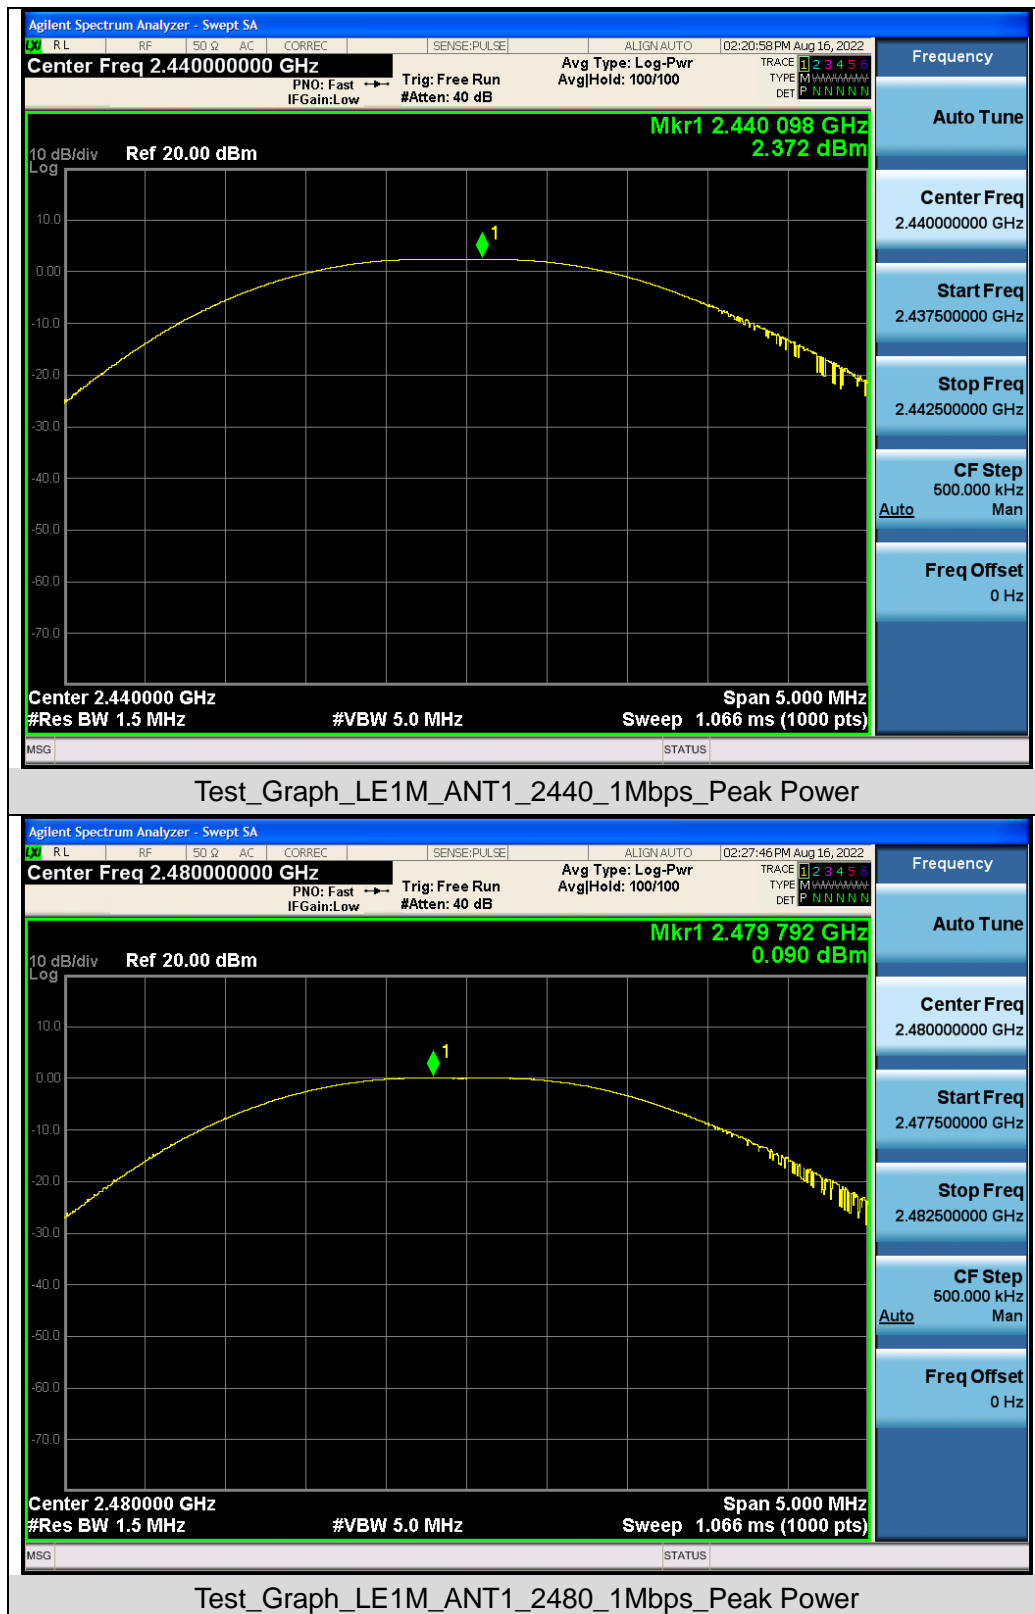 Agilent Spectrum Analyzer - Swept SA
LXI RL RF 50 Ω AC CORREC SENSE:PULSE ALIGN AUTO 02:20:58 PM Aug 16, 2022
Center Freq 2.440000000 GHz
PNO: Fast
IFGain:Low
Trig: Free Run
#Atten: 40 dB
Avg Type: Log-Pwr
Avg|Hold: 100/100
TRACE 1 2 3 4 5 6
TYPE M
DET P N N N N N
Frequency
Mkr1 2.440 098 GHz
2.372 dBm
10 dB/div Ref 20.00 dBm
Log
1
10.0
0.00
-10.0
-20.0
-30.0
-40.0
-50.0
-60.0
-70.0
Center 2.440000 GHz Span 5.000 MHz
#Res BW 1.5 MHz #VBW 5.0 MHz Sweep 1.066 ms (1000 pts)
MSG STATUS
Auto Tune
Center Freq
2.440000000 GHz
Start Freq
2.437500000 GHz
Stop Freq
2.442500000 GHz
CF Step
500.000 kHz
Auto Man
Freq Offset
0 Hz
Test_Graph_LE1M_ANT1_2440_1Mbps_Peak Power
Agilent Spectrum Analyzer - Swept SA
LXI RL RF 50 Ω AC CORREC SENSE:PULSE ALIGN AUTO 02:27:46 PM Aug 16, 2022
Center Freq 2.480000000 GHz
PNO: Fast
IFGain:Low
Trig: Free Run
#Atten: 40 dB
Avg Type: Log-Pwr
Avg|Hold: 100/100
TRACE 1 2 3 4 5 6
TYPE M
DET P N N N N N
Frequency
Mkr1 2.479 792 GHz
0.090 dBm
10 dB/div Ref 20.00 dBm
Log
1
10.0
0.00
-10.0
-20.0
-30.0
-40.0
-50.0
-60.0
-70.0
Center 2.480000 GHz Span 5.000 MHz
#Res BW 1.5 MHz #VBW 5.0 MHz Sweep 1.066 ms (1000 pts)
MSG STATUS
Auto Tune
Center Freq
2.480000000 GHz
Start Freq
2.477500000 GHz
Stop Freq
2.482500000 GHz
CF Step
500.000 kHz
Auto Man
Freq Offset
0 Hz
Test_Graph_LE1M_ANT1_2480_1Mbps_Peak Power